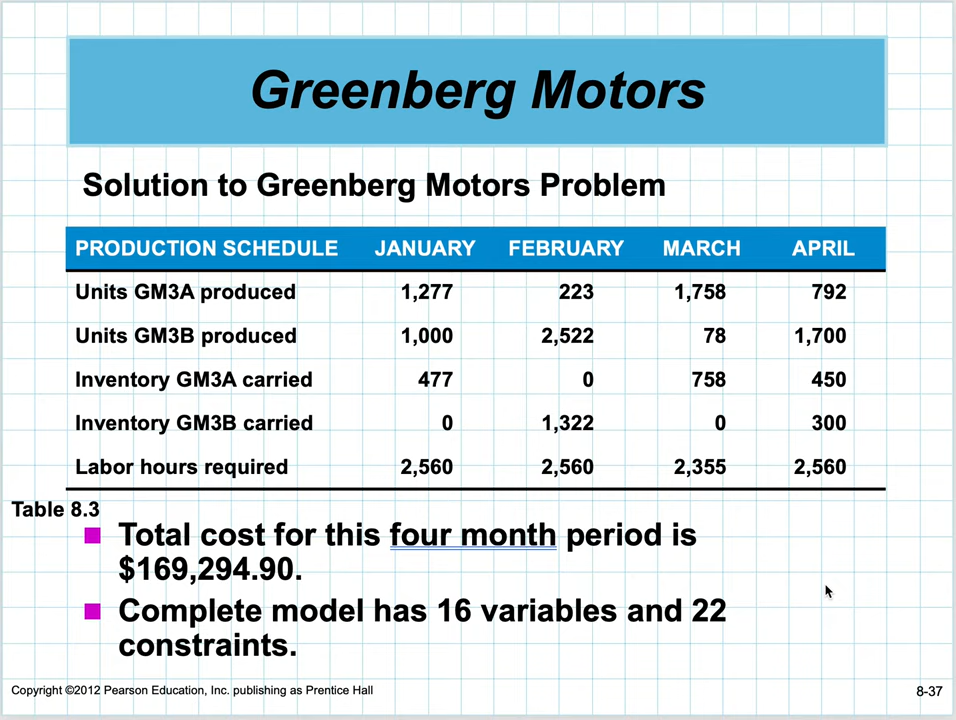 Greenberg Motors
Solution to Greenberg Motors Problem
PRODUCTION SCHEDULE JANUARY FEBRUARY MARCH APRIL
Units GM3A produced 1,277 223 1,758 792
Units GM3B produced 1,000 2,522 78 1,700
Inventory GM3A carried 477 0 758 450
Inventory GM3B carried 0 1,322 0 300
Labor hours required 2,560 2,560 2,355 2,560
Table 8.3
Total cost for this four month period is
$169,294.90.
Complete model has 16 variables and 22
constraints.
Copyright ©2012 Pearson Education, Inc. publishing as Prentice Hall
8-37